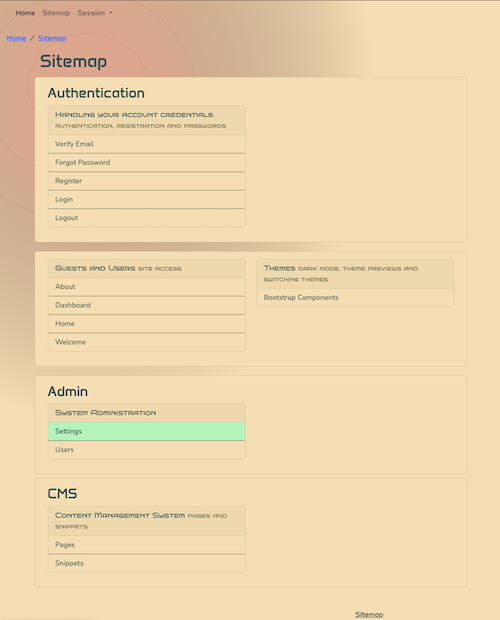 Home Sitemap Session
Home / Sitemap
Sitemap
Authentication
Handling your account credentials
authentication, registration and passwords
Verify Email
Forgot Password
Register
Login
Logout
Guests and Users site access
About
Dashboard
Home
Welcome
Themes dark mode, theme previews and
switching themes
Bootstrap Components
Admin
System Administration
Settings
Users
CMS
Content Management System pages and
snippets
Pages
Snippets
Sitemap